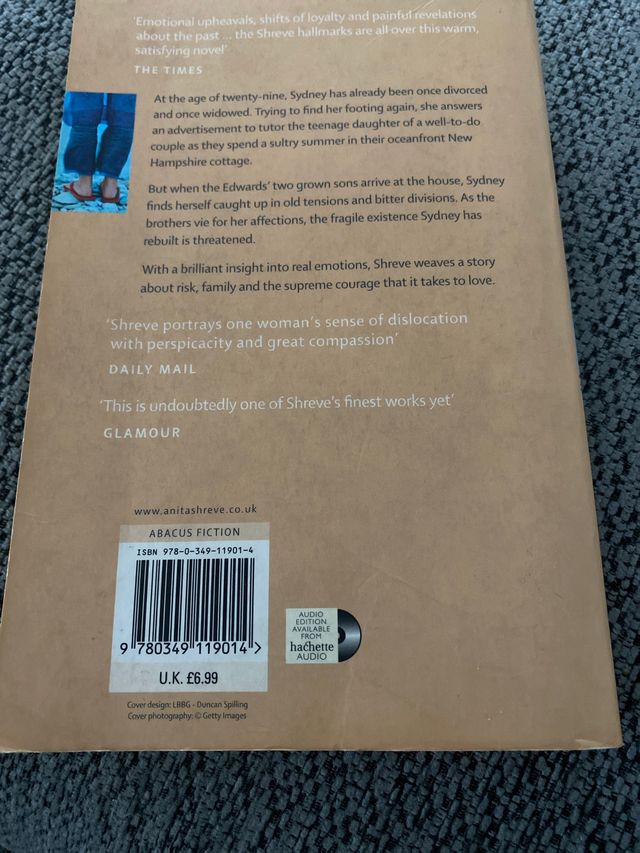 'Emotional upheavals, shifts of loyalty and painful revelations
about the past ... the Shreve hallmarks are all over this warm,
satisfying novel'
THE TIMES
At the age of twenty-nine, Sydney has already been once divorced
and once widowed. Trying to find her footing again, she answers
an advertisement to tutor the teenage daughter of a well-to-do
couple as they spend a sultry summer in their oceanfront New
Hampshire cottage.
But when the Edwards' two grown sons arrive at the house, Sydney
finds herself caught up in old tensions and bitter divisions. As the
brothers vie for her affections, the fragile existence Sydney has
rebuilt is threatened.
With a brilliant insight into real emotions, Shreve weaves a story
about risk, family and the supreme courage that it takes to love.
'Shreve portrays one woman's sense of dislocation
with perspicacity and great compassion'
DAILY MAIL
'This is undoubtedly one of Shreve's finest works yet'
GLAMOUR
www.anitashreve.co.uk
ABACUS FICTION
ISBN 978-0-349-11901-4
9 780349 119014 >
U.K. £6.99
AUDIO
EDITION
AVAILABLE
FROM
hachette
AUDIO
Cover design: LBBG - Duncan Spilling
Cover photography: © Getty Images